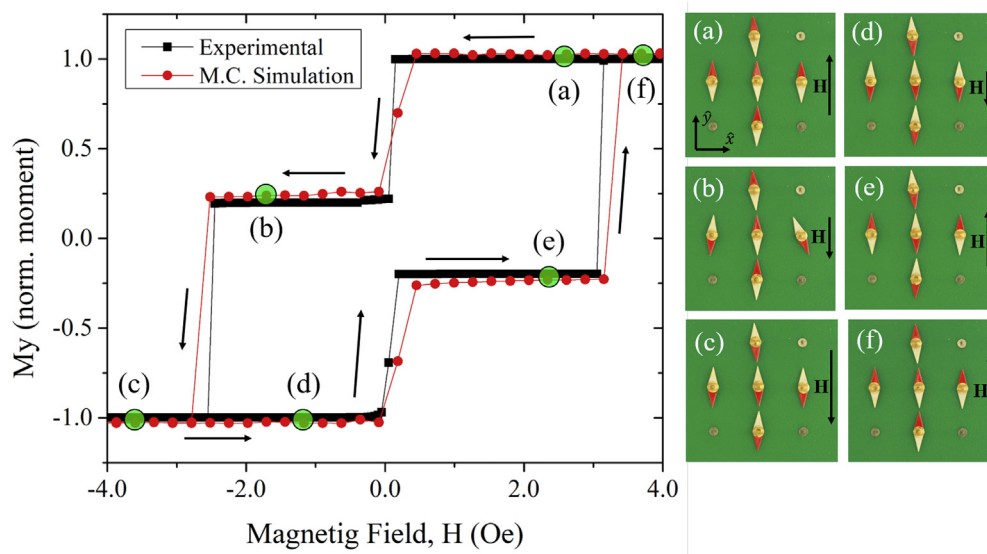 My (norm. moment)
1.0
0.5
0.0
-0.5
-1.0
Experimental
M.C. Simulation
(a)
(f)
(b)
(e)
(c)
(d)
-4.0
-2.0
0.0
2.0
4.0
Magnetig Field, H (Oe)
(a)
H
ŷ
x̂
(d)
H
(b)
H
(e)
H
(c)
H
(f)
H